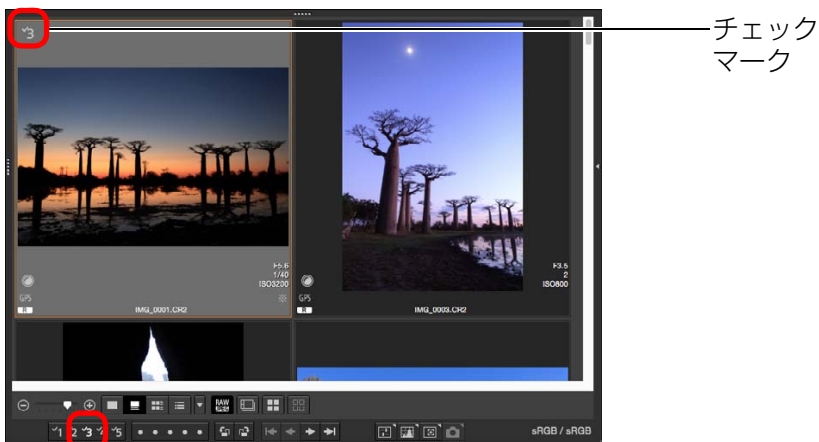 ✓3
チェック
マーク
F5.6
1/40
ISO3200
GPS
R
IMG_0001.CR2
F3.5
2
ISO800
GPS
R
IMG_0003.CR2
RAW
JPEG
✓1 ✓2 ✓3 ✓4 ✓5
sRGB / sRGB